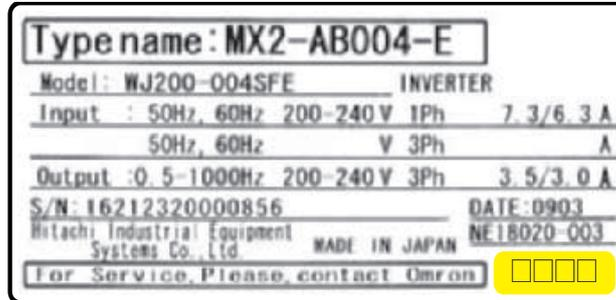 Type name: MX2-AB004-E
Model: WJ200-004SFE INVERTER
Input : 50Hz, 60Hz 200-240 V 1Ph 7.3/6.3 A
50Hz, 60Hz V 3Ph A
Output :0.5-1000Hz 200-240 V 3Ph 3.5/3.0 A
S/N:16212320000856 DATE:0903
Hitachi Industrial Equipment Systems Co.,Ltd. MADE IN JAPAN NE18020-003
For Service,Please,contact Omron